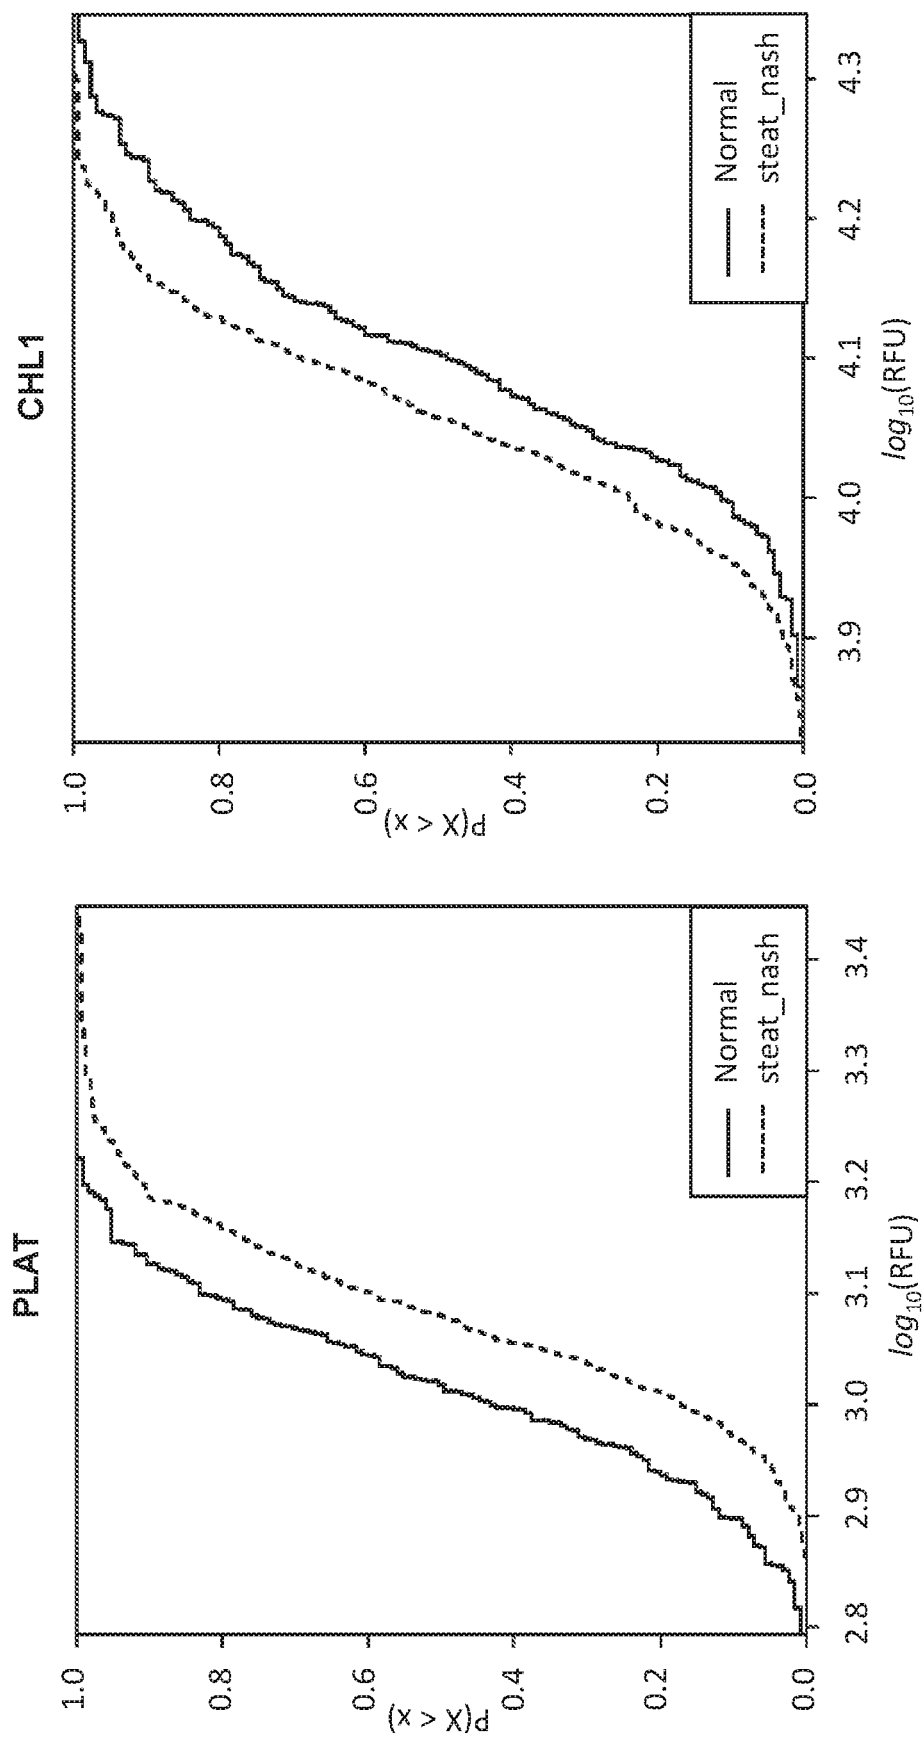 PLAT
1.0
0.8
0.6
0.4
0.2
0.0
P(X < x)
2.8 2.9 3.0 3.1 3.2 3.3 3.4
log10(RFU)
Normal
steat_nash
CHL1
1.0
0.8
0.6
0.4
0.2
0.0
P(X < x)
3.9 4.0 4.1 4.2 4.3
log10(RFU)
Normal
steat_nash